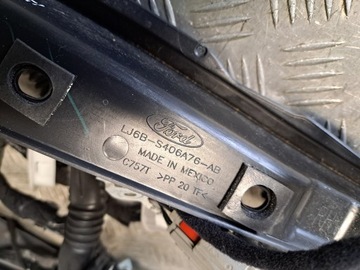 Ford
LJ6B-S406A76-AB
MADE IN MEXICO
C757T >PP 20 TF<